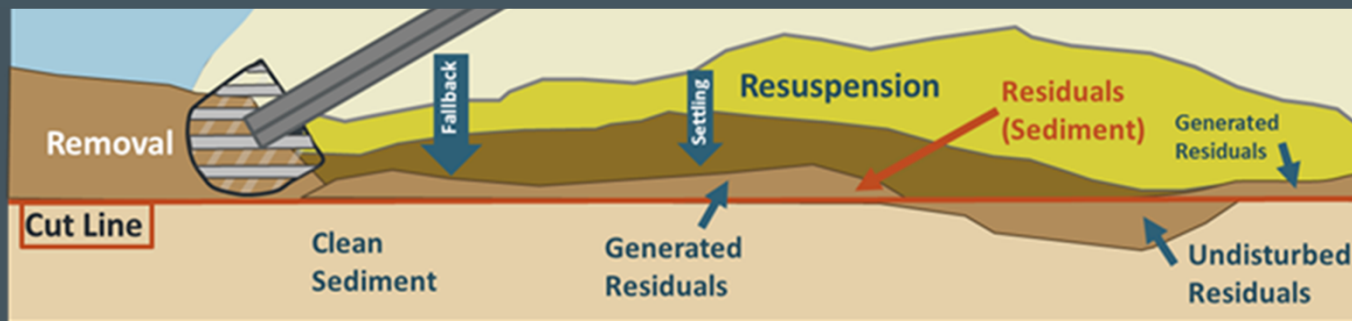 Removal
Cut Line
Fallback
Clean
Sediment
Settling
Resuspension
Generated
Residuals
Residuals
(Sediment)
Generated
Residuals
Undisturbed
Residuals